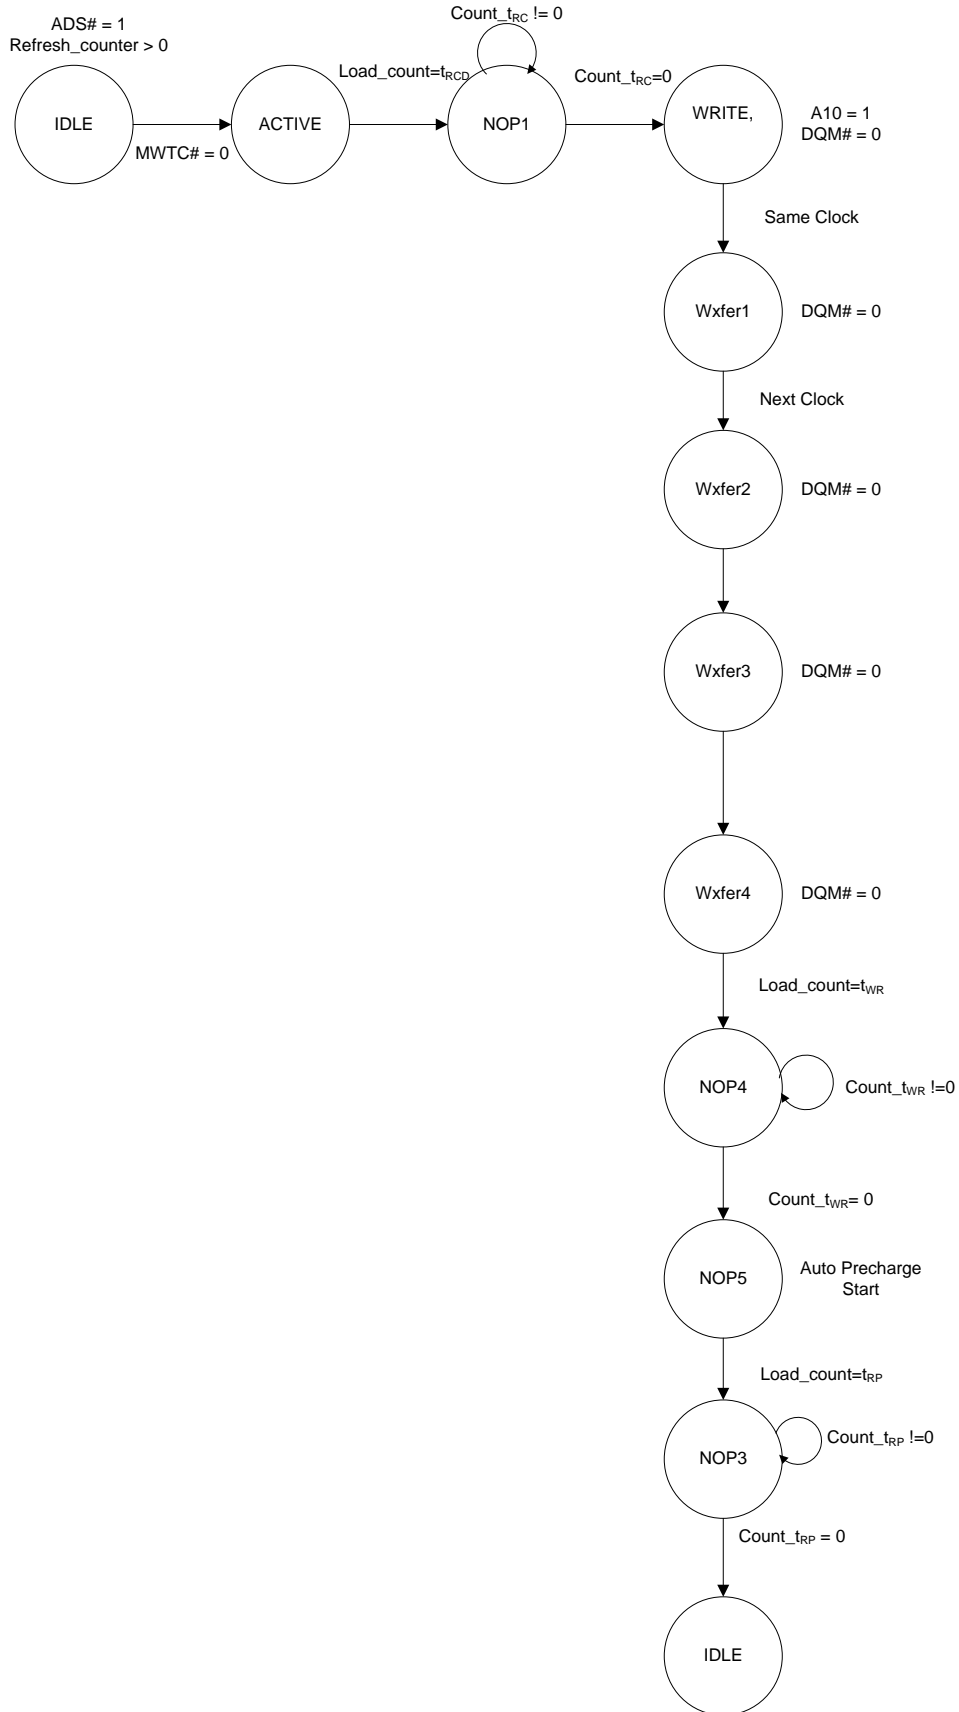 ADS# = 1
Refresh_counter > 0
Count_tRC != 0
Load_count=tRCD
Count_tRC=0
IDLE
MWTC# = 0
ACTIVE
NOP1
WRITE,
A10 = 1
DQM# = 0
Same Clock
Wxfer1
DQM# = 0
Next Clock
Wxfer2
DQM# = 0
Wxfer3
DQM# = 0
Wxfer4
DQM# = 0
Load_count=tWR
NOP4
Count_tWR !=0
Count_tWR= 0
NOP5
Auto Precharge
Start
Load_count=tRP
NOP3
Count_tRP !=0
Count_tRP = 0
IDLE